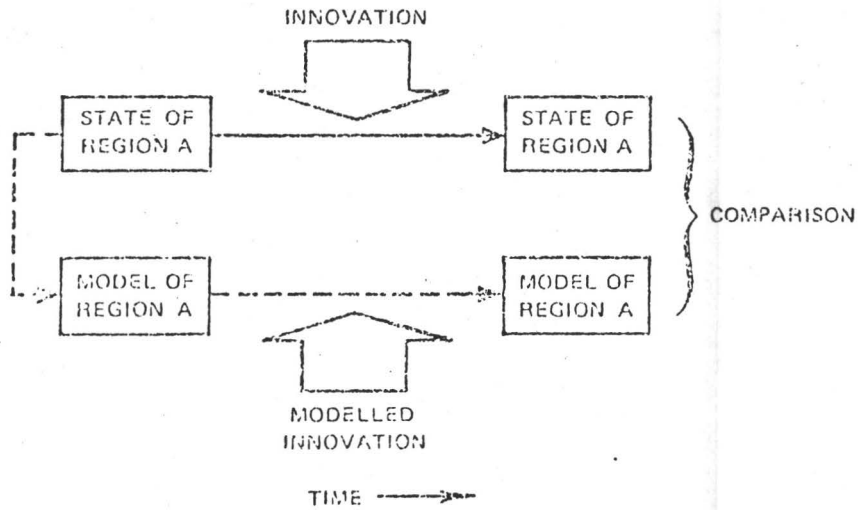 INNOVATION
STATE OF
REGION A
STATE OF
REGION A
COMPARISON
MODEL OF
REGION A
MODEL OF
REGION A
MODELLED
INNOVATION
TIME